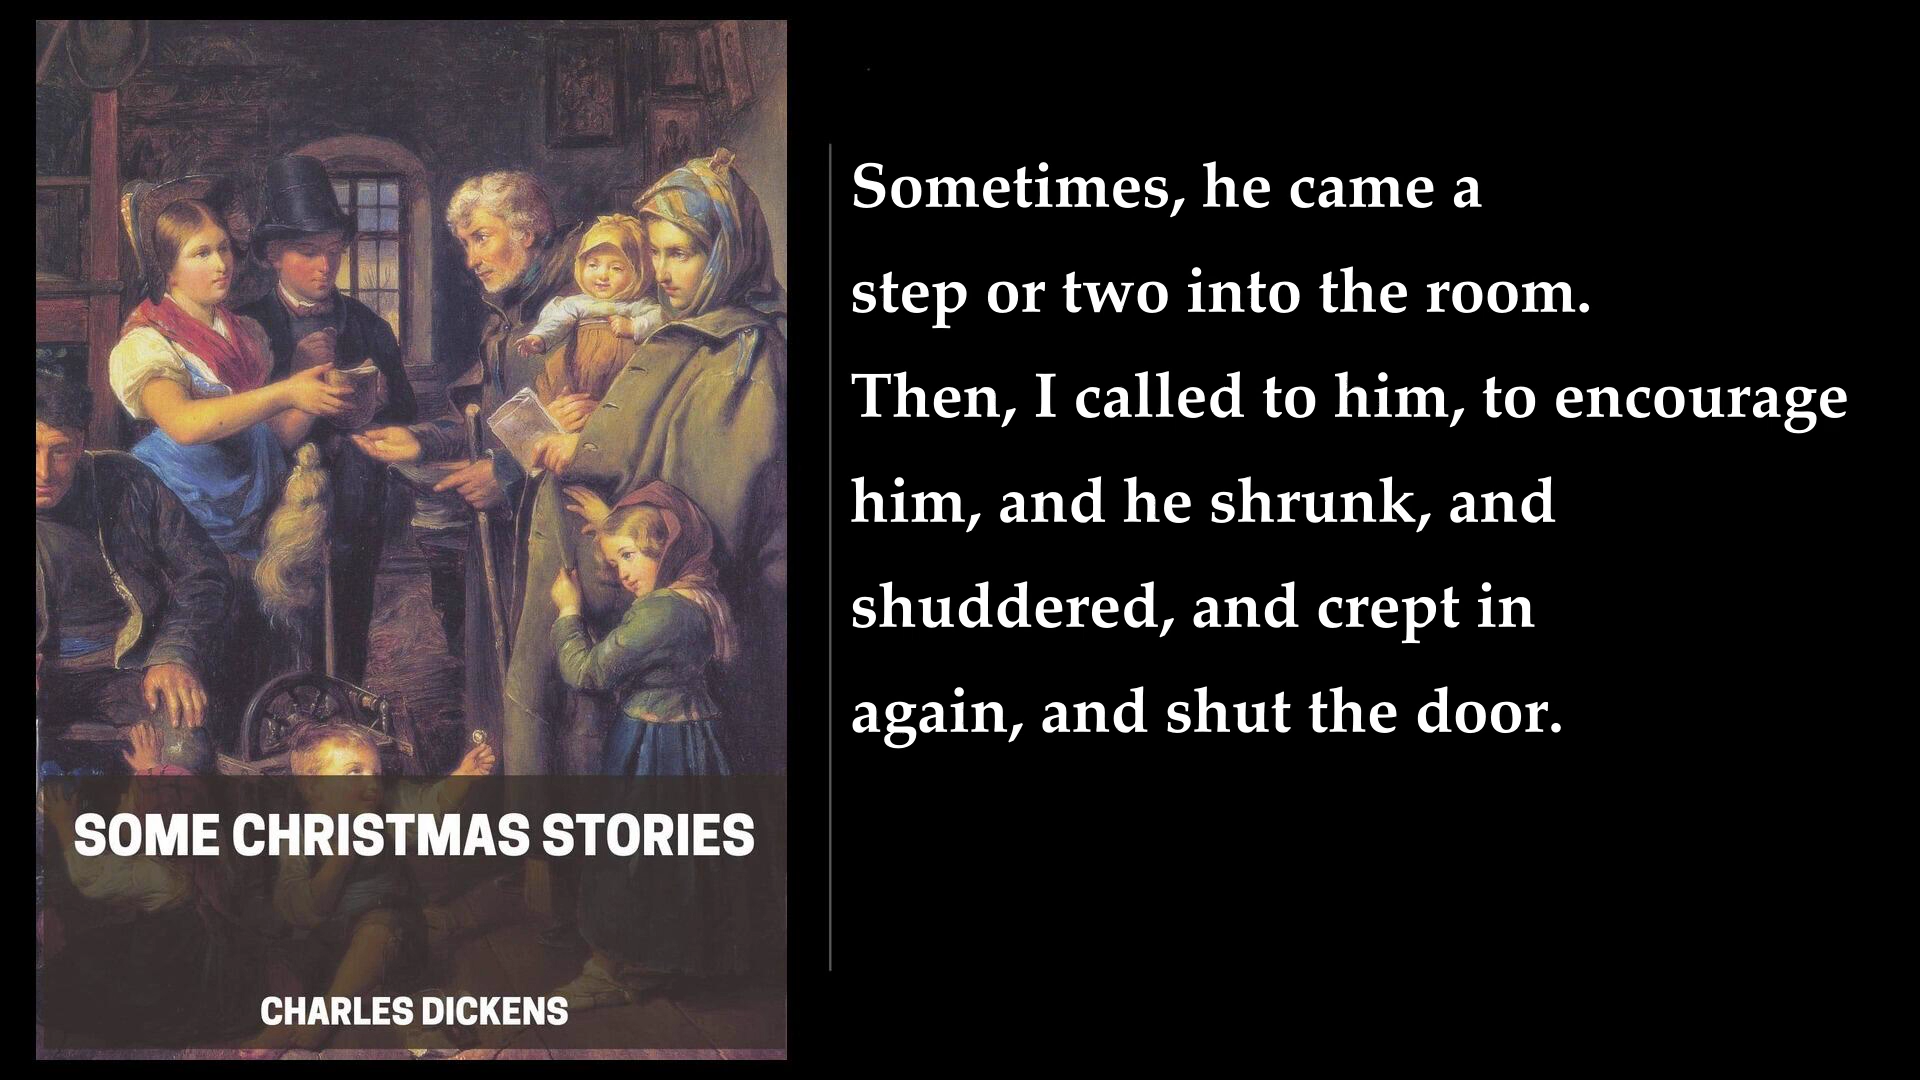 SOME CHRISTMAS STORIES
CHARLES DICKENS
Sometimes, he came a
step or two into the room.
Then, I called to him, to encourage
him, and he shrunk, and
shuddered, and crept in
again, and shut the door.